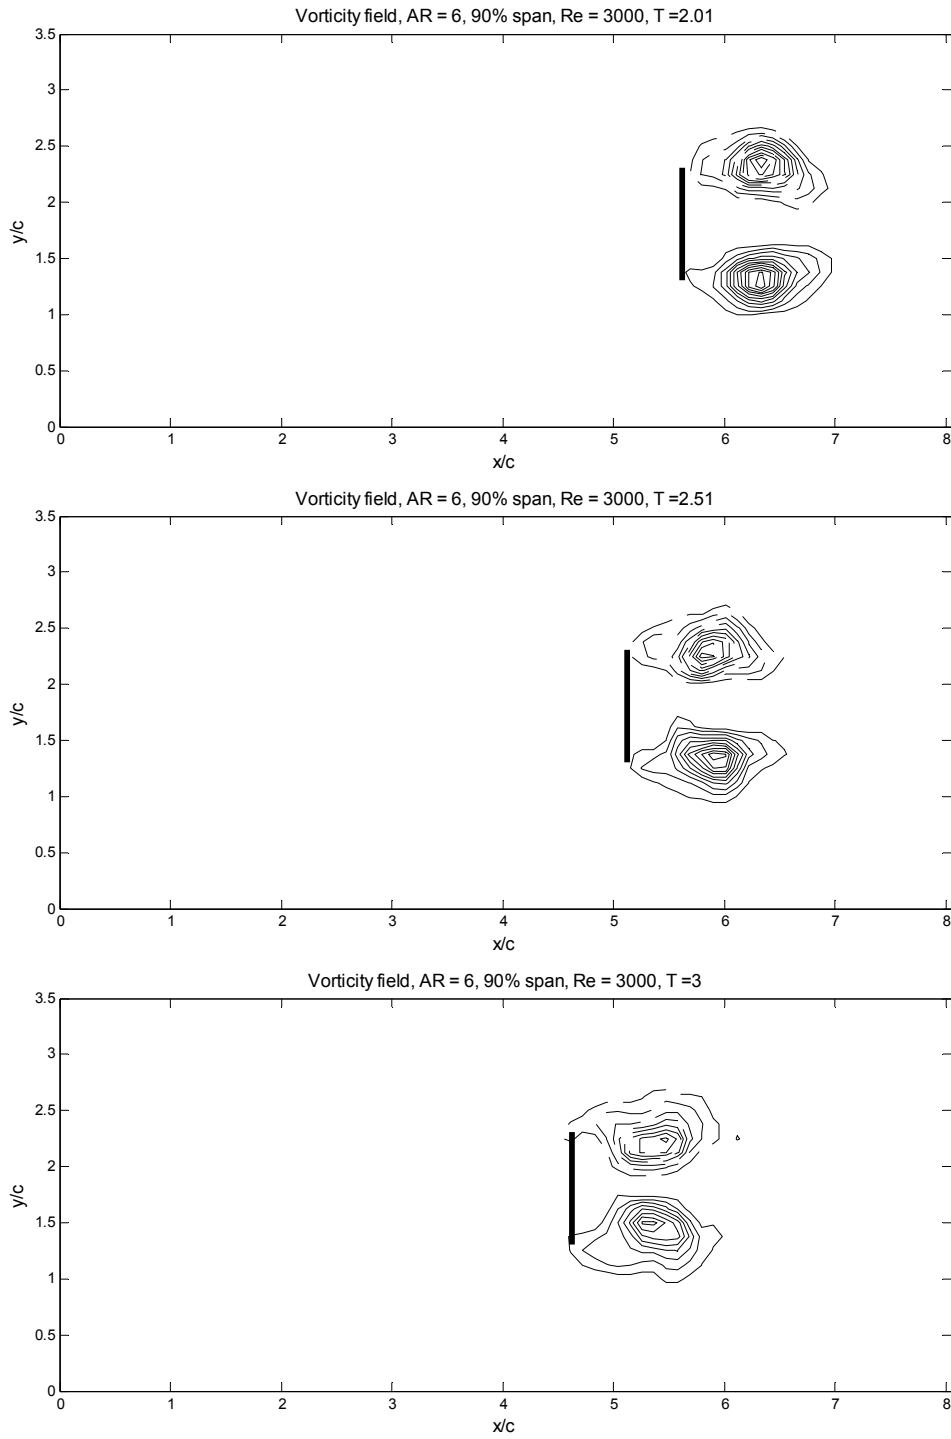 Vorticity field, AR = 6, 90% span, Re = 3000, T =2.01
3.5
3
2.5
2
1.5
1
0.5
0
y/c
0 1 2 3 4 5 6 7 8
x/c
Vorticity field, AR = 6, 90% span, Re = 3000, T =2.51
3.5
3
2.5
2
1.5
1
0.5
0
y/c
0 1 2 3 4 5 6 7 8
x/c
Vorticity field, AR = 6, 90% span, Re = 3000, T =3
3.5
3
2.5
2
1.5
1
0.5
0
y/c
0 1 2 3 4 5 6 7 8
x/c